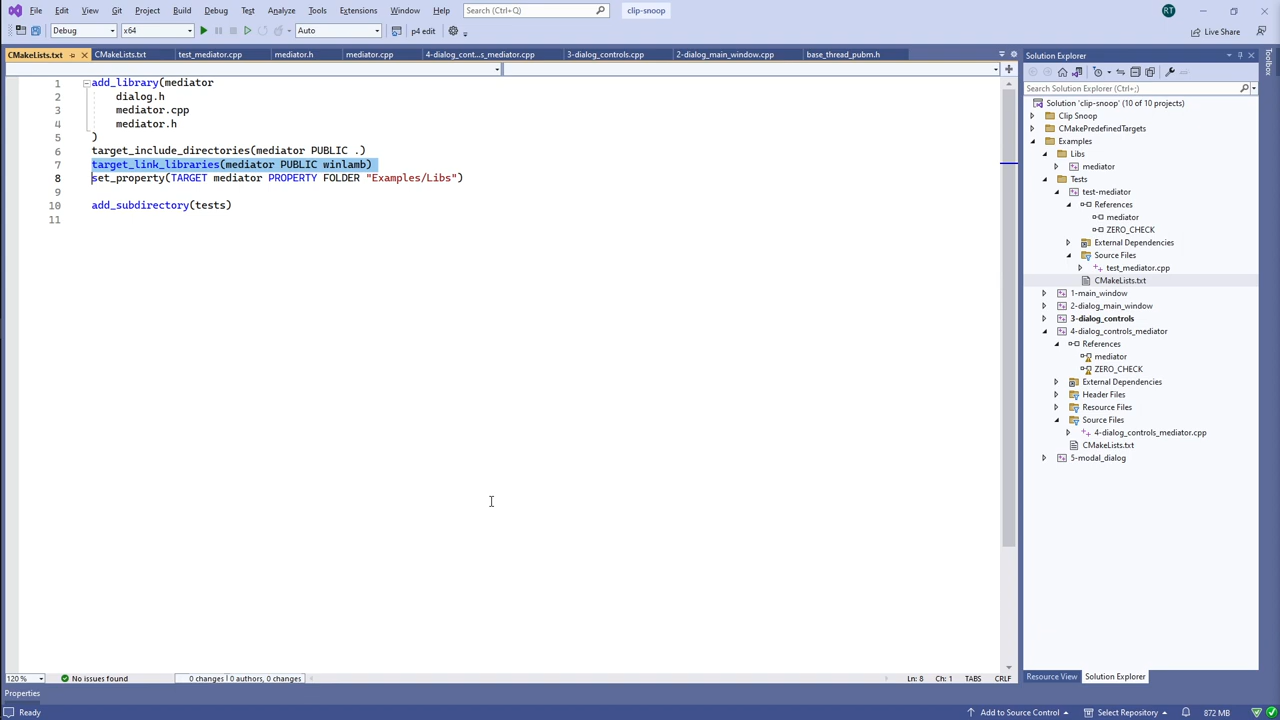 File Edit View Git Project Build Debug Test Analyze Tools Extensions Window Help Search (Ctrl+Q) clip-snoop RT
Debug x64 Auto p4 edit Live Share
CMakeLists.txt CMakeLists.txt test_mediator.cpp mediator.h mediator.cpp 4-dialog_cont...s_mediator.cpp 3-dialog_controls.cpp 2-dialog_main_window.cpp base_thread_pubm.h
1 add_library(mediator
2 dialog.h
3 mediator.cpp
4 mediator.h
5 )
6 target_include_directories(mediator PUBLIC .)
7 target_link_libraries(mediator PUBLIC winlamb)
8 set_property(TARGET mediator PROPERTY FOLDER "Examples/Libs")
9
10 add_subdirectory(tests)
11
Solution Explorer
Search Solution Explorer (Ctrl+;)
Solution 'clip-snoop' (10 of 10 projects)
Clip Snoop
CMakePredefinedTargets
Examples
Libs
mediator
Tests
test-mediator
References
mediator
ZERO_CHECK
External Dependencies
Source Files
test_mediator.cpp
CMakeLists.txt
1-main_window
2-dialog_main_window
3-dialog_controls
4-dialog_controls_mediator
References
mediator
ZERO_CHECK
External Dependencies
Header Files
Resource Files
Source Files
4-dialog_controls_mediator.cpp
CMakeLists.txt
5-modal_dialog
Toolbox
120 % No issues found 0 changes | 0 authors, 0 changes Ln: 8 Ch: 1 TABS CRLF
Resource View Solution Explorer
Properties
Ready Add to Source Control Select Repository 872 MB